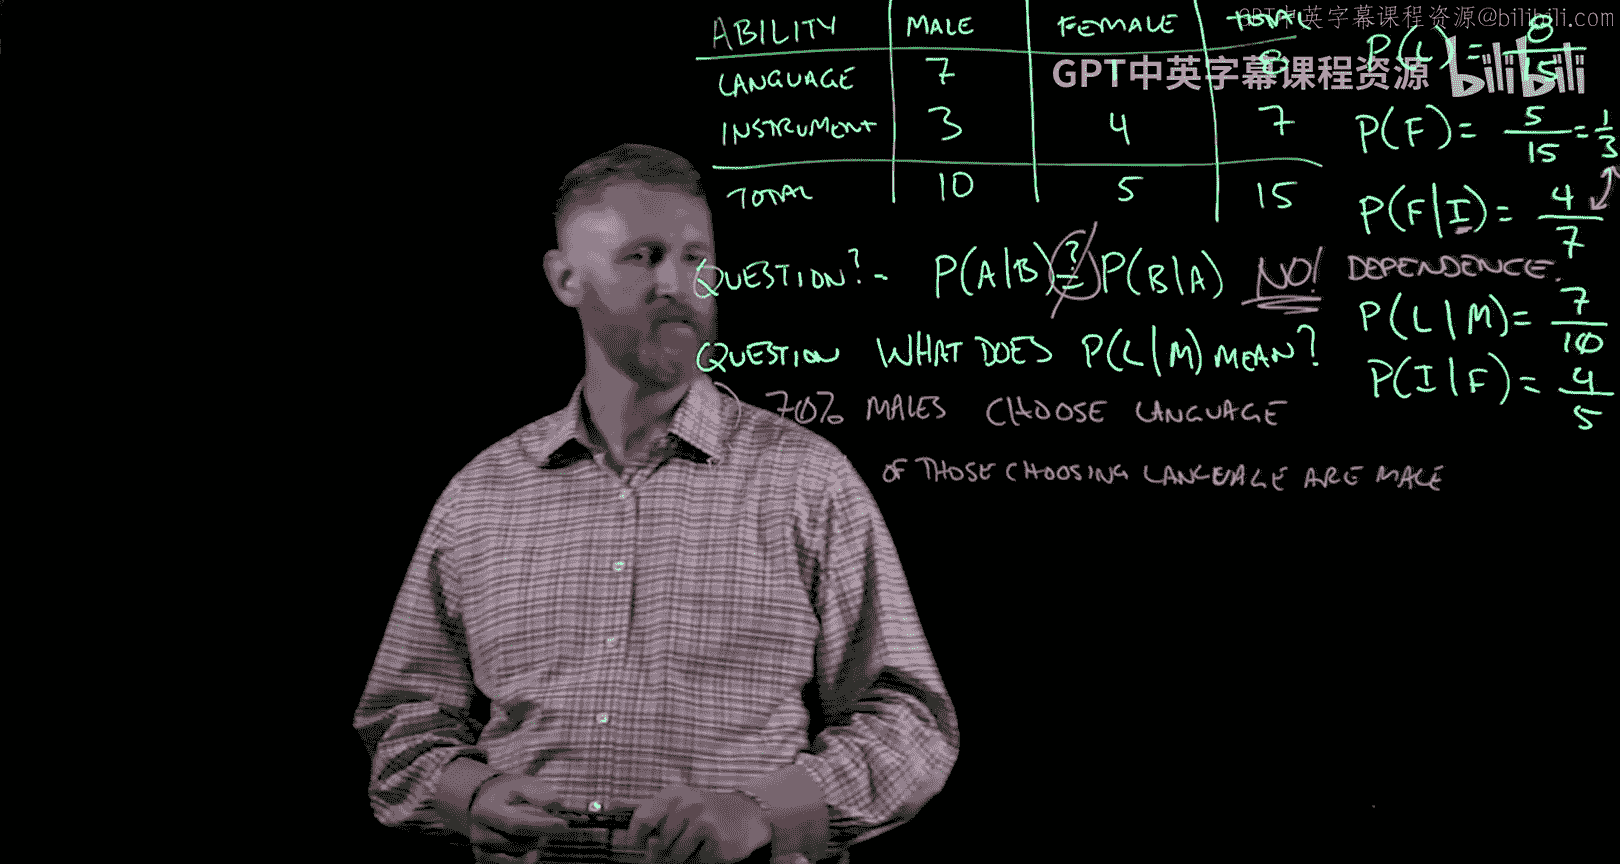 GPT中英字幕课程资源@bilibili.com
GPT中英字幕课程资源 bilibili
ABILITY MALE FEMALE TOTAL
LANGUAGE 7 8
INSTRUMENT 3 4 7
TOTAL 10 5 15
P(L) = 8/15
P(F) = 5/15 = 1/3
P(F|I) = 4/7
QUESTION? - P(A|B) ?= P(B|A) NO! DEPENDENCE.
P(L|M) = 7/10
QUESTION WHAT DOES P(L|M) MEAN?
P(I|F) = 4/5
) 70% MALES CHOOSE LANGUAGE
OF THOSE CHOOSING LANGUAGE ARE MALE